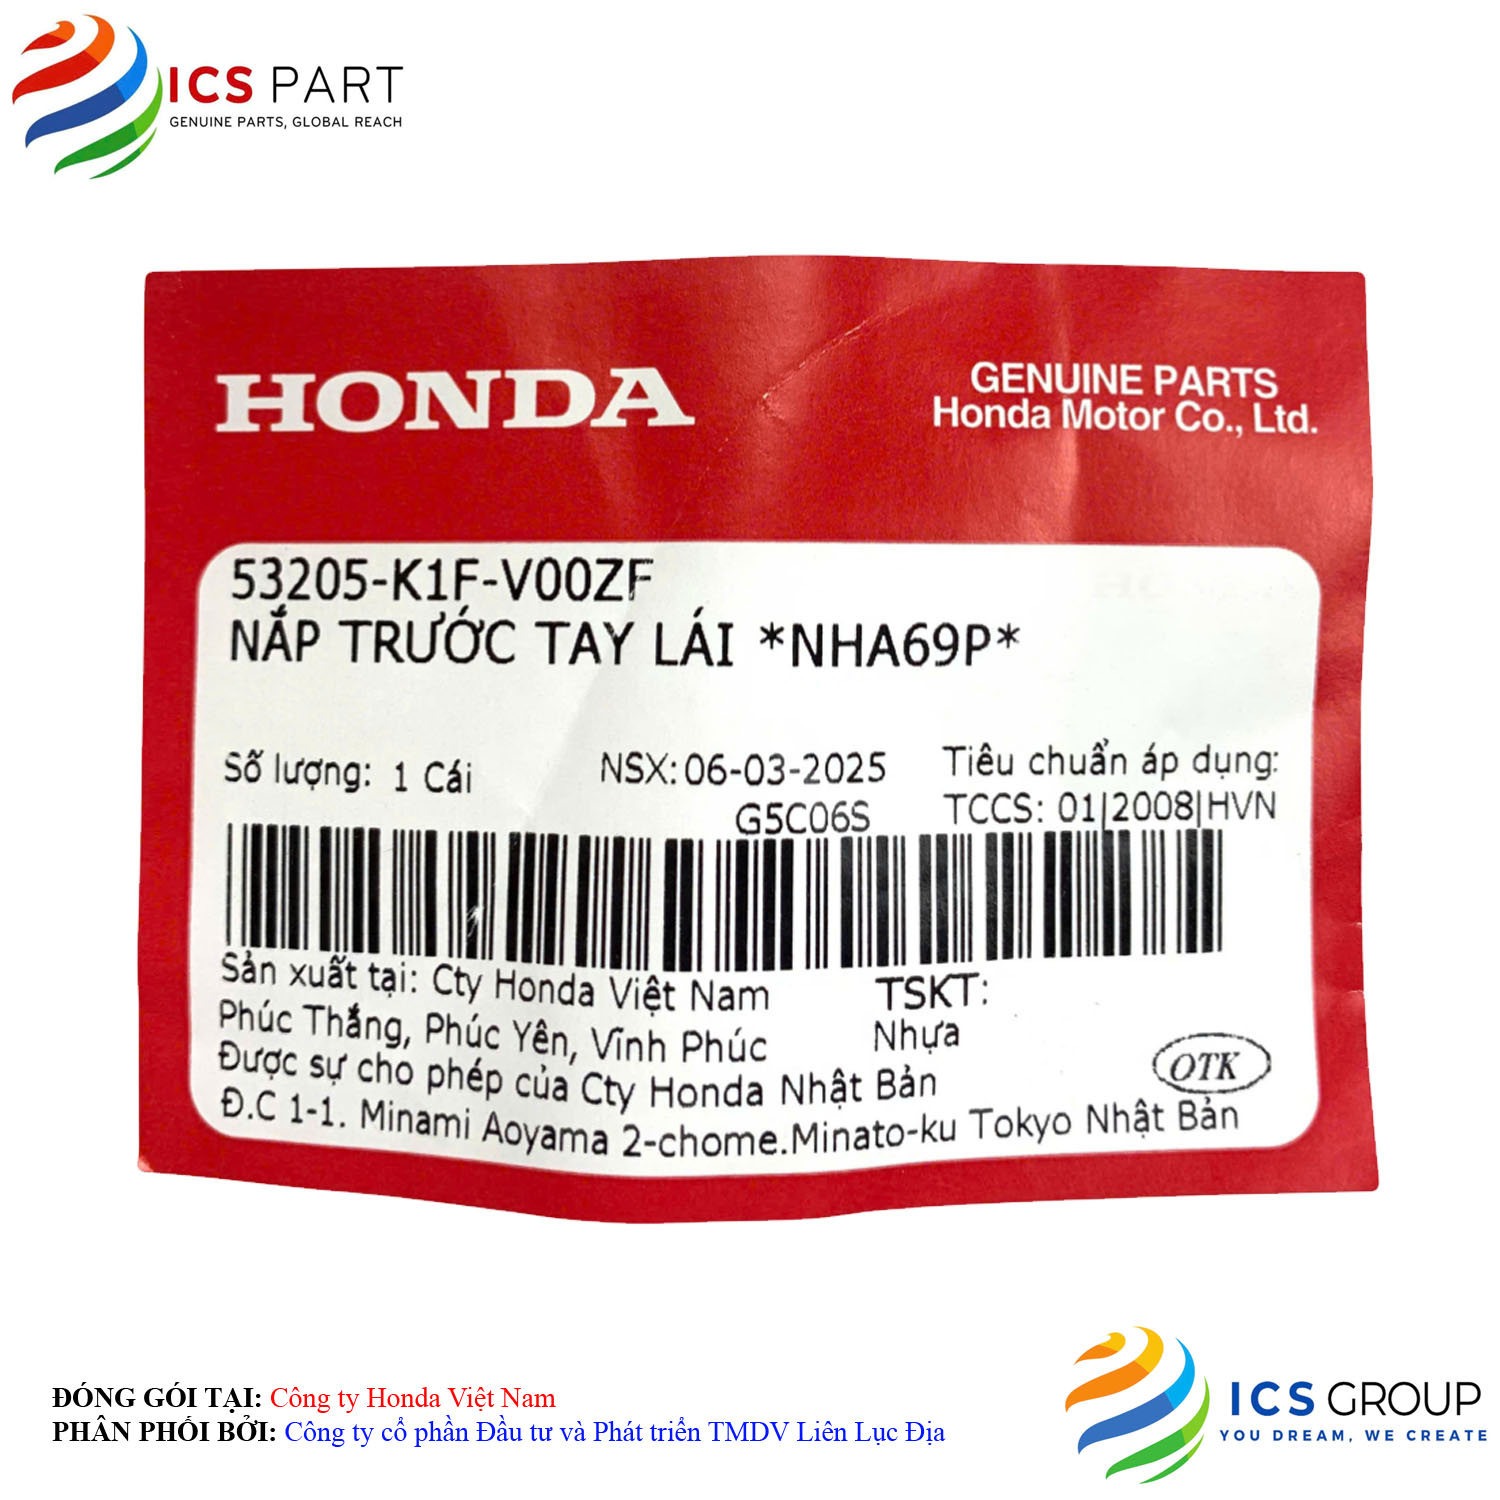 ICS PART
GENUINE PARTS, GLOBAL REACH
HONDA
GENUINE PARTS
Honda Motor Co., Ltd.
53205-K1F-V00ZF
NẮP TRƯỚC TAY LÁI *NHA69P*
Số lượng: 1 Cái
NSX: 06-03-2025
G5C06S
Tiêu chuẩn áp dụng:
TCCS: 01|2008|HVN
Sản xuất tại: Cty Honda Việt Nam
Phúc Thắng, Phúc Yên, Vĩnh Phúc
TSKT:
Nhựa
Được sự cho phép của Cty Honda Nhật Bản
Đ.C 1-1. Minami Aoyama 2-chome.Minato-ku Tokyo Nhật Bản
OTK
ĐÓNG GÓI TẠI: Công ty Honda Việt Nam
PHÂN PHỐI BỞI: Công ty cổ phần Đầu tư và Phát triển TMDV Liên Lục Địa
ICS GROUP
YOU DREAM, WE CREATE